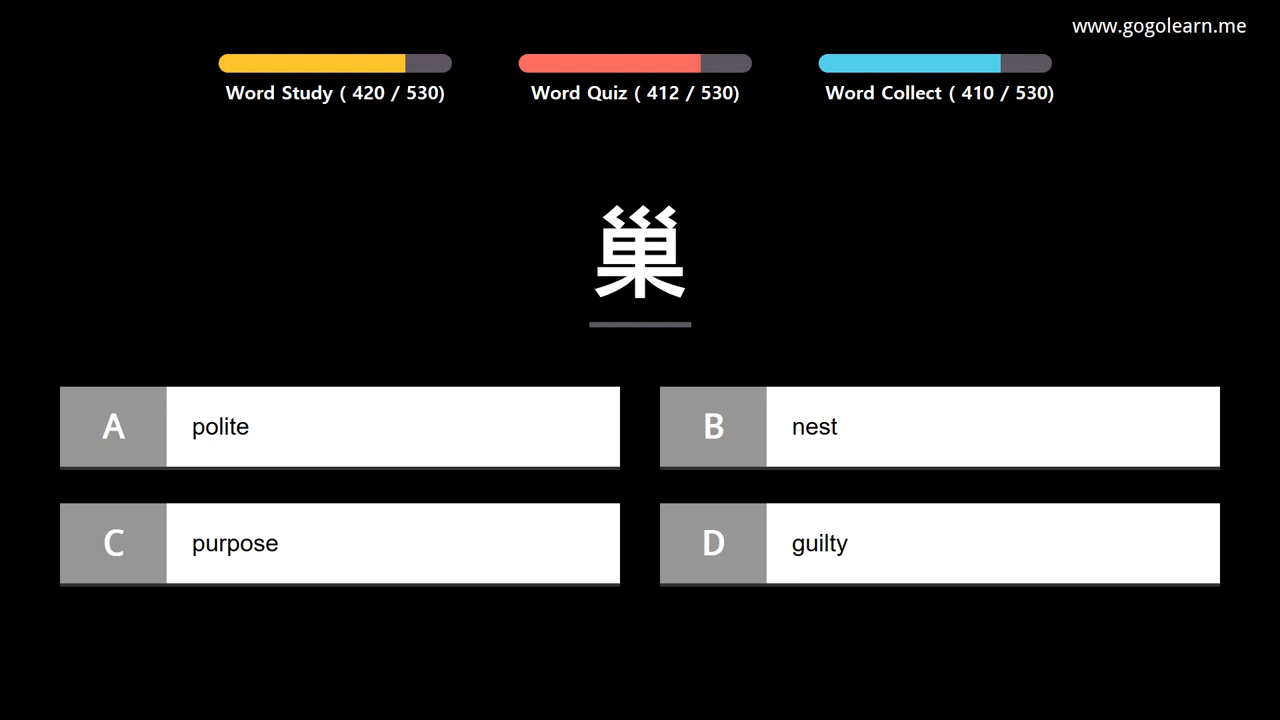 www.gogolearn.me
Word Study ( 420 / 530)
Word Quiz ( 412 / 530)
Word Collect ( 410 / 530)
巢
A polite
B nest
C purpose
D guilty